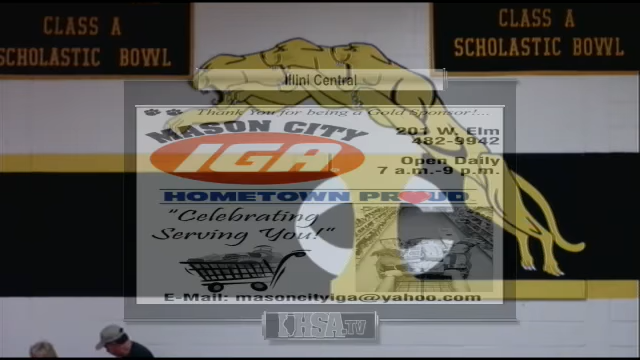 CLASS A
SCHOLASTIC BOWL
CLASS A
SCHOLASTIC BOWL
Illini Central
Thank You for being a Gold Sponsor!...
MASON CITY
IGA
201 W. Elm
482-9942
Open Daily
7 a.m.-9 p.m.
HOMETOWN PROUD
"Celebrating
Serving You!"
E-Mail: masoncityiga@yahoo.com
IHSA.TV